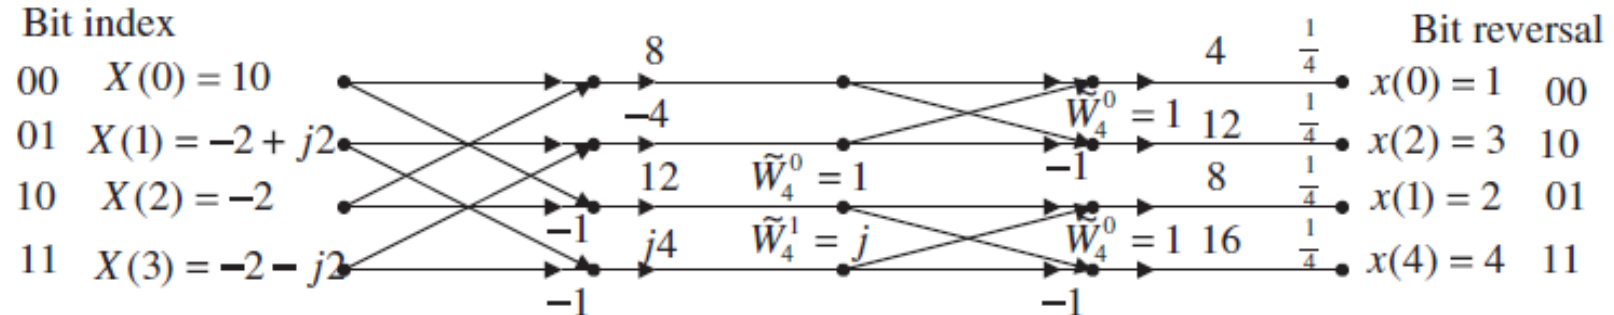 Bit index Bit reversal
00 X(0) = 10 8 4 1/4 x(0) = 1 00
W̃₄⁰ = 1
01 X(1) = −2 + j2 −4 12 1/4 x(2) = 3 10
−1
10 X(2) = −2 12 W̃₄⁰ = 1 8 1/4 x(1) = 2 01
−1 W̃₄⁰ = 1
11 X(3) = −2 − j2 j4 W̃₄¹ = j 16 1/4 x(4) = 4 11
−1 −1